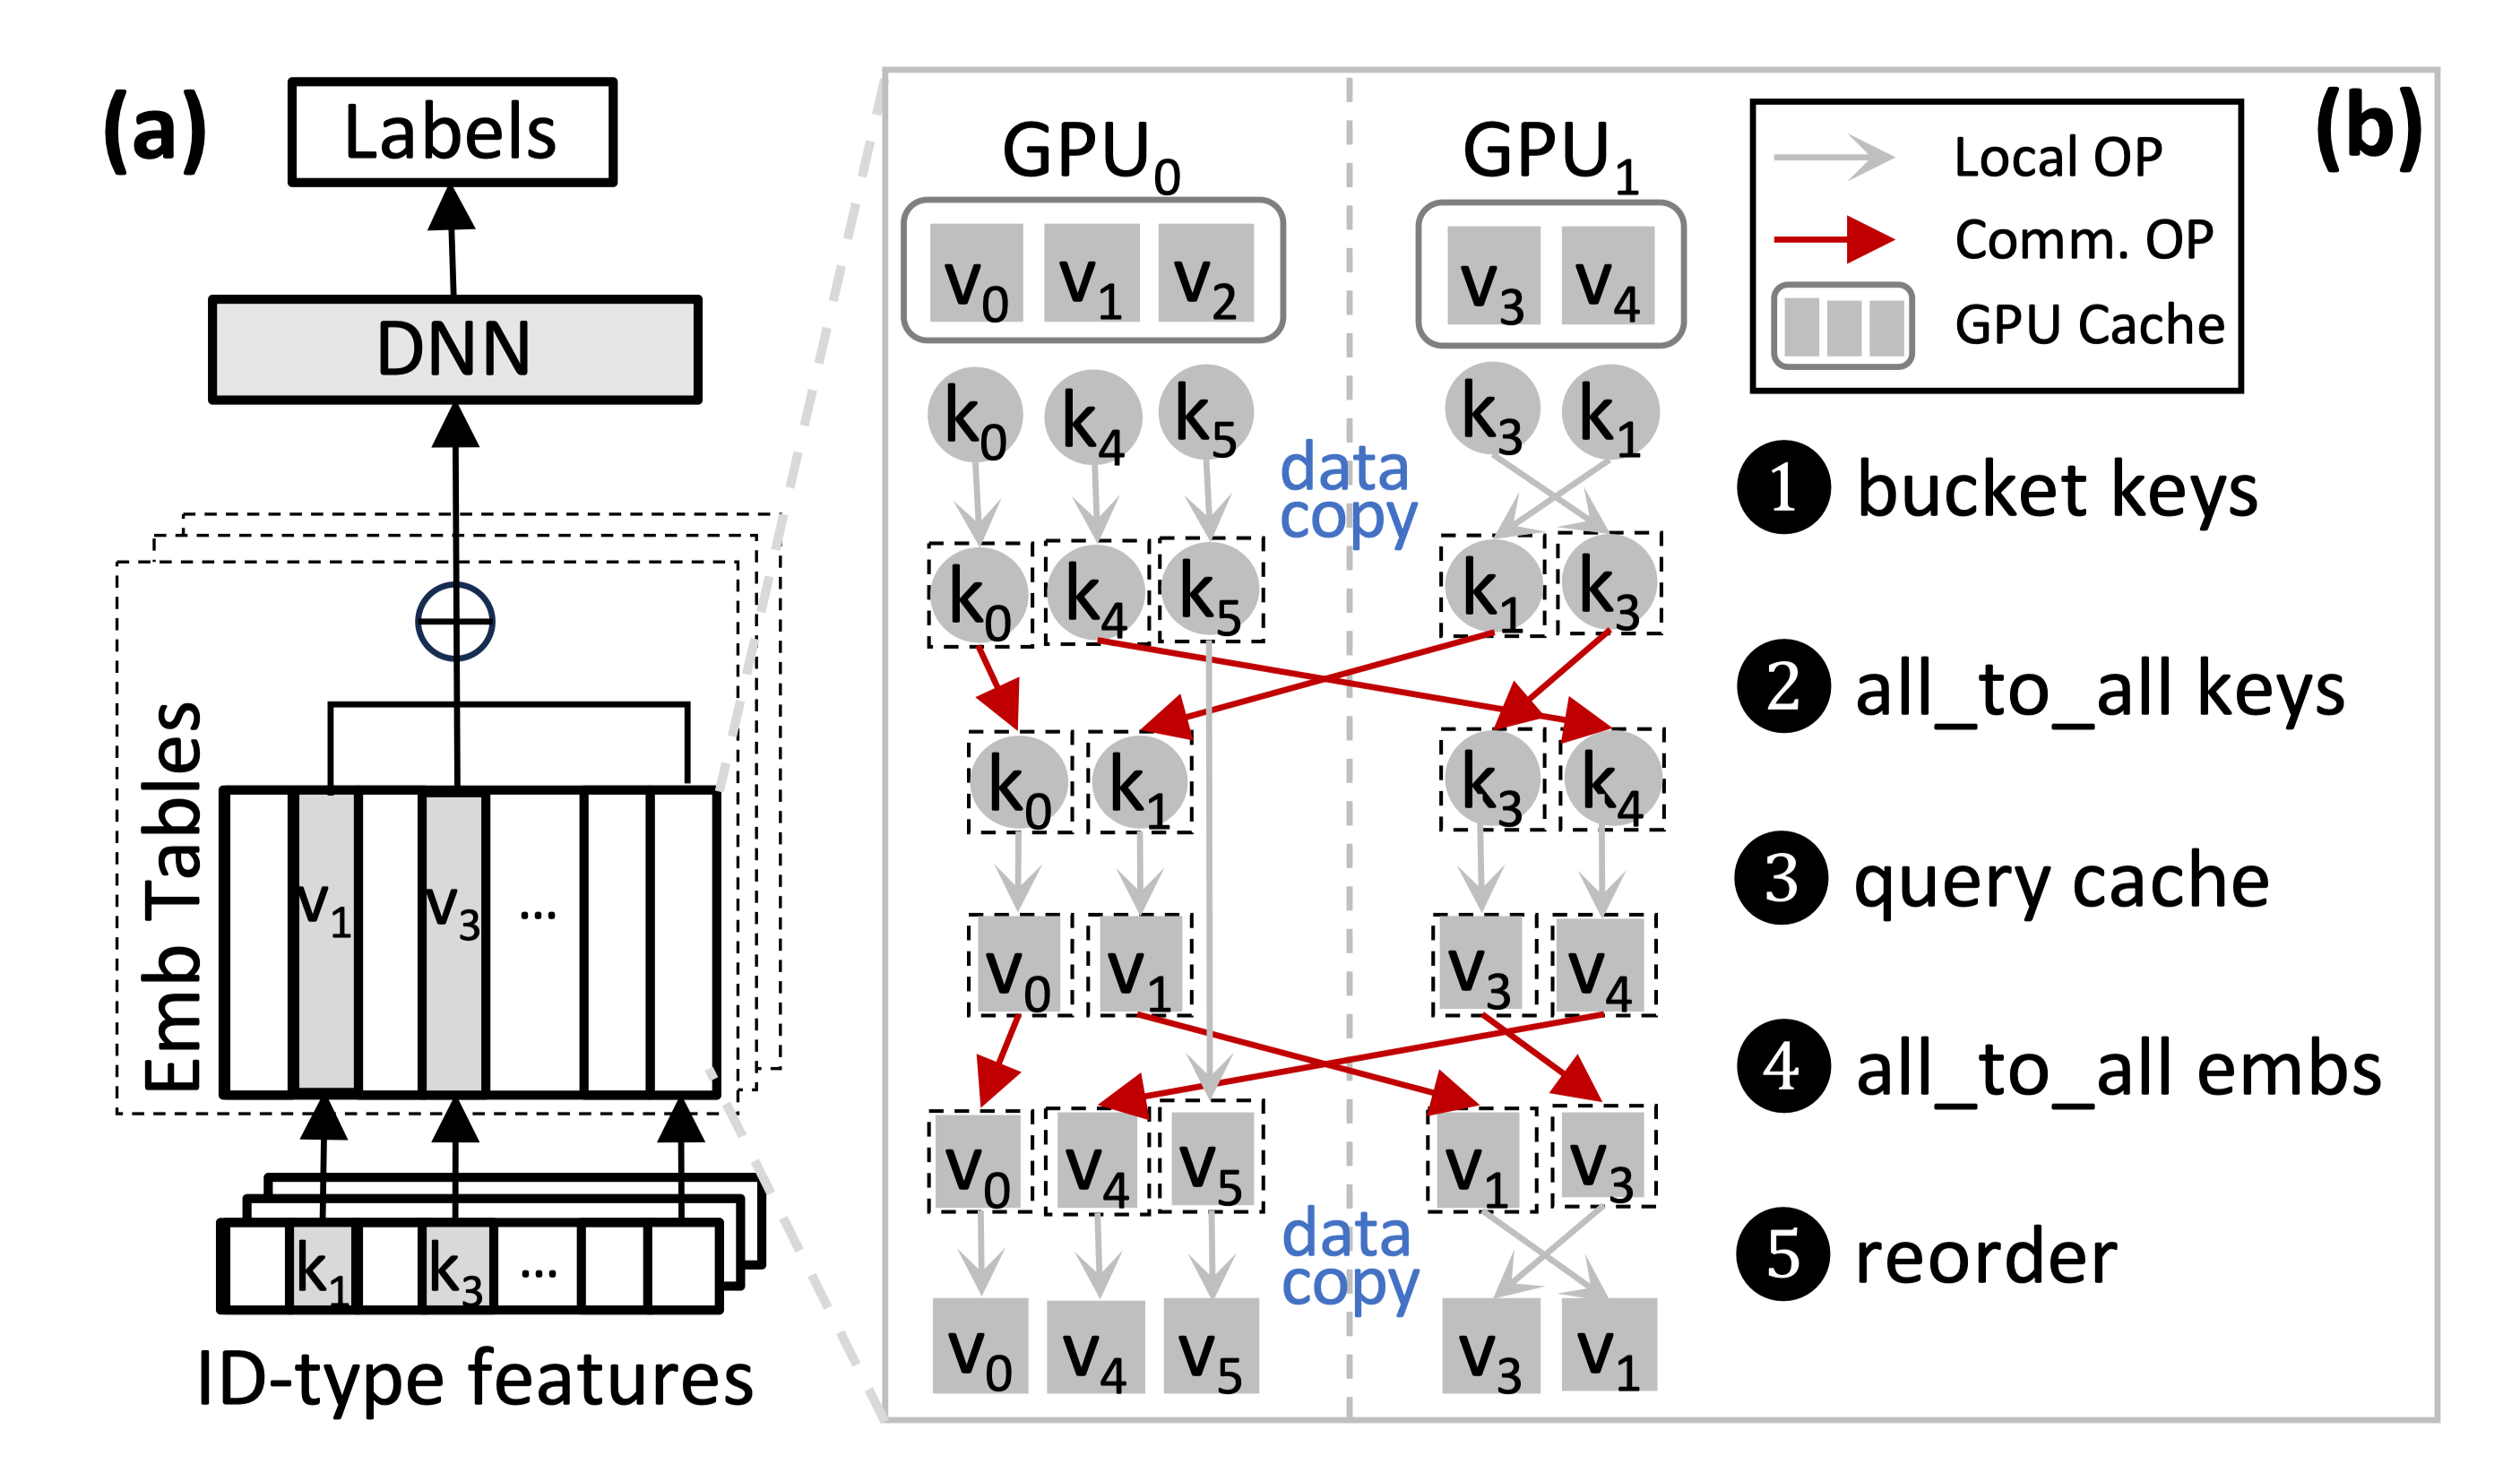 (a)
Labels
DNN
Emb Tables
v1 v3 ...
k1 k3 ...
ID-type features
(b)
GPU0 GPU1
v0 v1 v2 v3 v4
Local OP
Comm. OP
GPU Cache
k0 k4 k5 k3 k1
data
copy
1 bucket keys
k0 k4 k5 k1 k3
2 all_to_all keys
k0 k1 k3 k4
3 query cache
v0 v1 v3 v4
4 all_to_all embs
v0 v4 v5 v1 v3
data
copy
5 reorder
v0 v4 v5 v3 v1